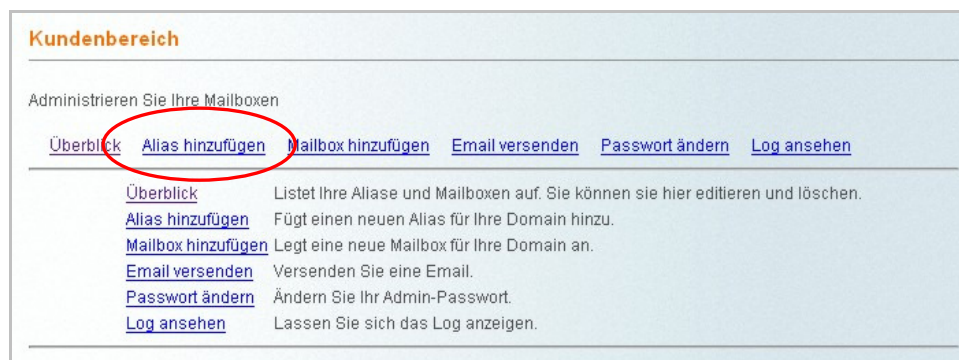 Kundenbereich
Administrieren Sie Ihre Mailboxen
Überblick Alias hinzufügen Mailbox hinzufügen Email versenden Passwort ändern Log ansehen
Überblick Listet Ihre Aliase und Mailboxen auf. Sie können sie hier editieren und löschen.
Alias hinzufügen Fügt einen neuen Alias für Ihre Domain hinzu.
Mailbox hinzufügen Legt eine neue Mailbox für Ihre Domain an.
Email versenden Versenden Sie eine Email.
Passwort ändern Ändern Sie Ihr Admin-Passwort.
Log ansehen Lassen Sie sich das Log anzeigen.